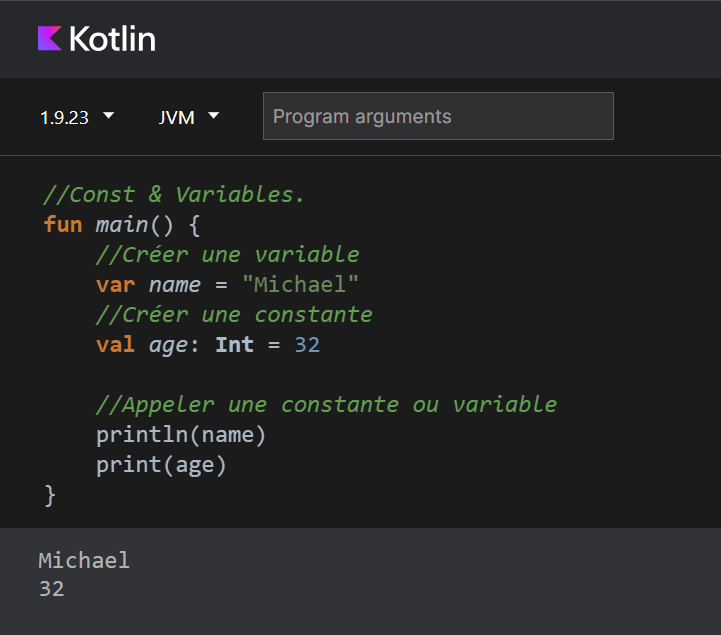 Kotlin
1.9.23 JVM Program arguments
//Const & Variables.
fun main() {
    //Créer une variable
    var name = "Michael"
    //Créer une constante
    val age: Int = 32

    //Appeler une constante ou variable
    println(name)
    print(age)
}
Michael
32